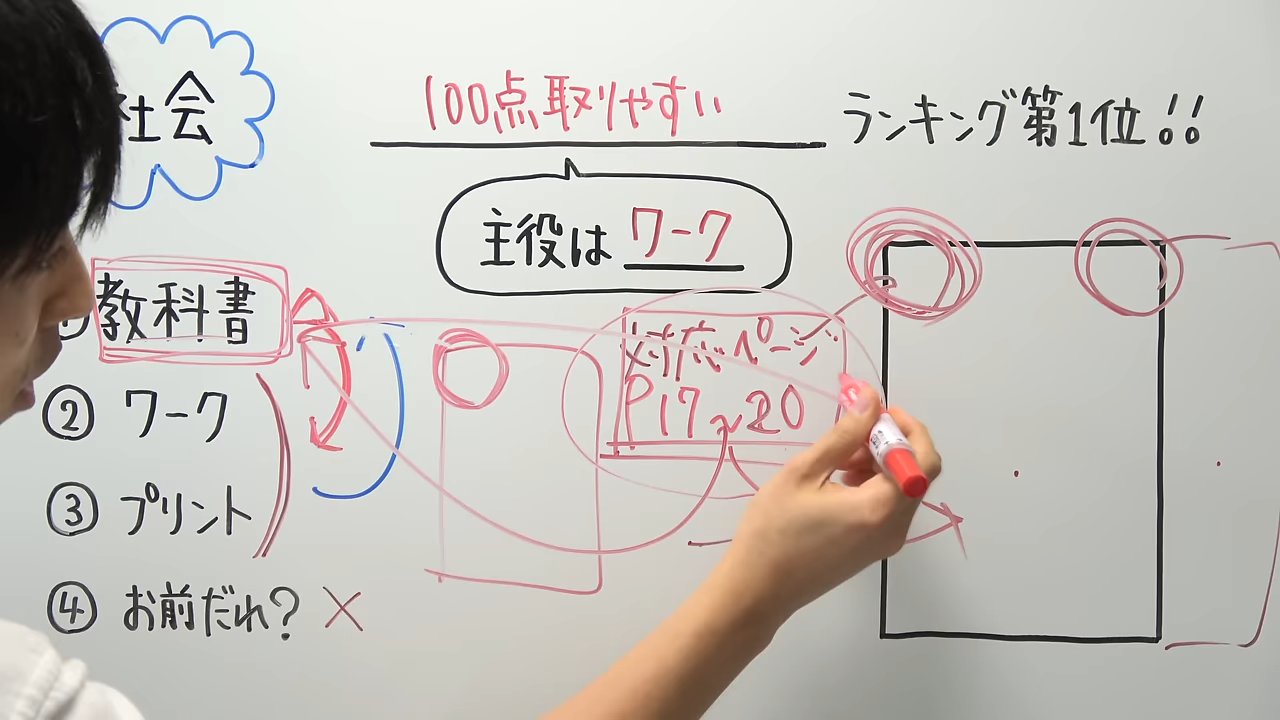 社会
100点取りやすい ランキング第1位!!
主役は ワーク
① 教科書
② ワーク
③ プリント
④ お前だれ? ×
対応ページ
P17~20